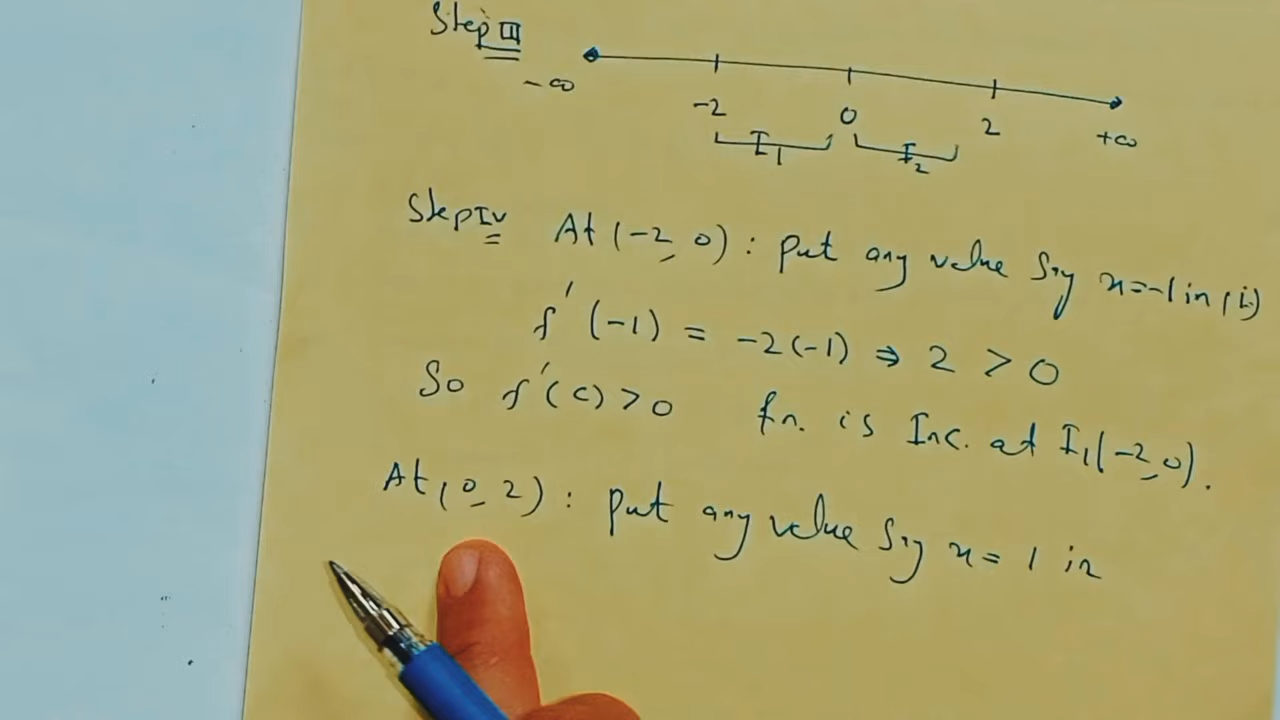 Step III
-∞ -2 0 2 +∞
I₁ I₂
Step IV At (-2, 0) : put any value say x=-1 in (i)
f'(-1) = -2(-1) ⇒ 2 > 0
So f'(c) > 0 fn. is Inc. at I₁(-2, 0).
At (0, 2) : put any value say x = 1 in